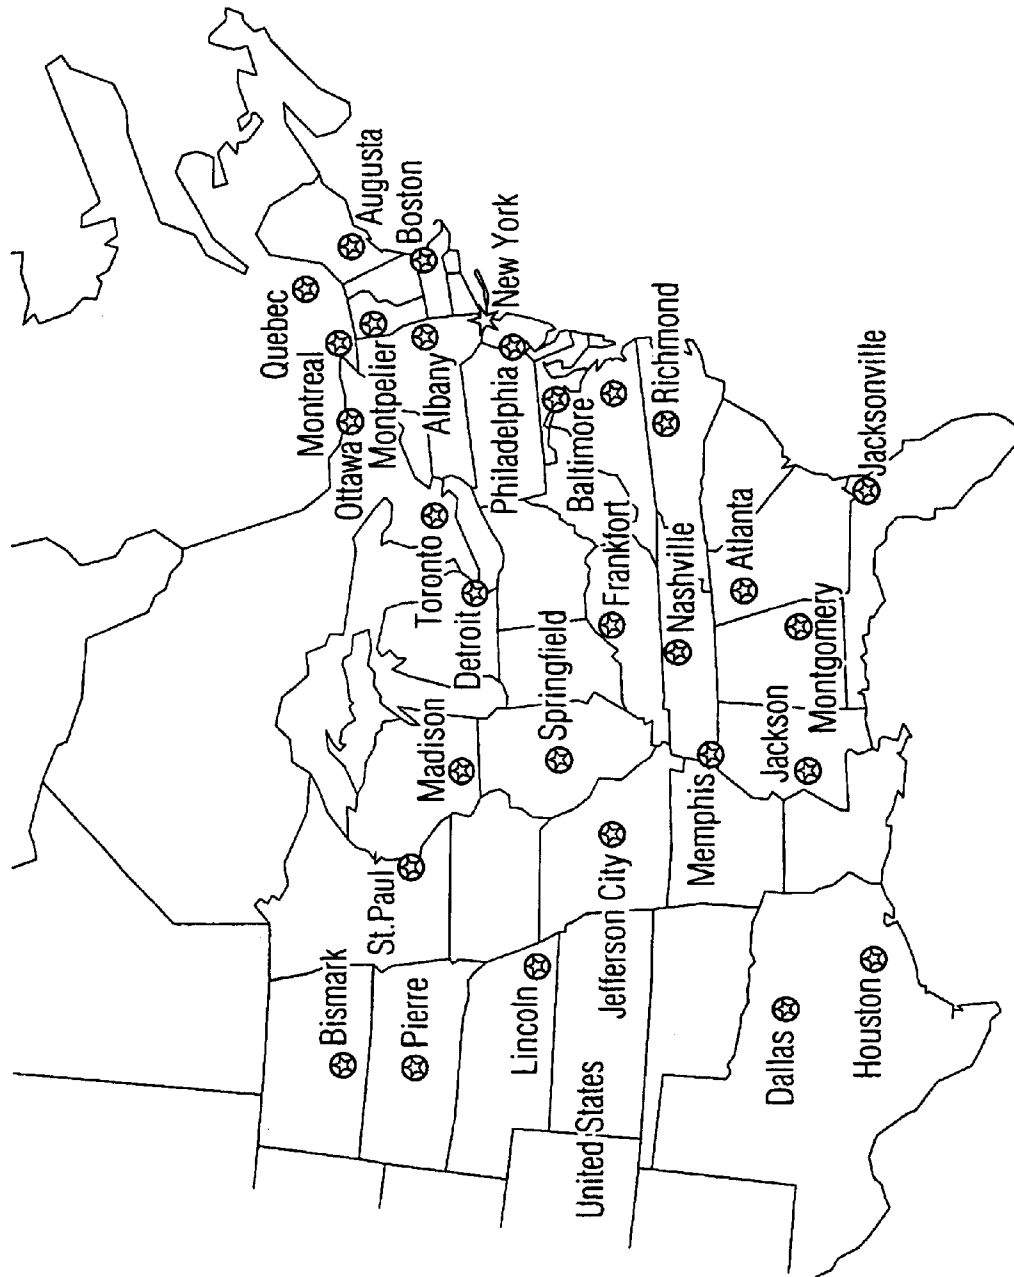 Quebec
Montreal
Bismark
Ottawa
Augusta
St.Paul
Montpelier
Boston
Pierre
Madison
Toronto
Albany
Detroit
Philadelphia
New York
Lincoln
Springfield
Baltimore
United States
Jefferson City
Frankfort
Richmond
Nashville
Memphis
Atlanta
Jackson
Dallas
Montgomery
Houston
Jacksonville